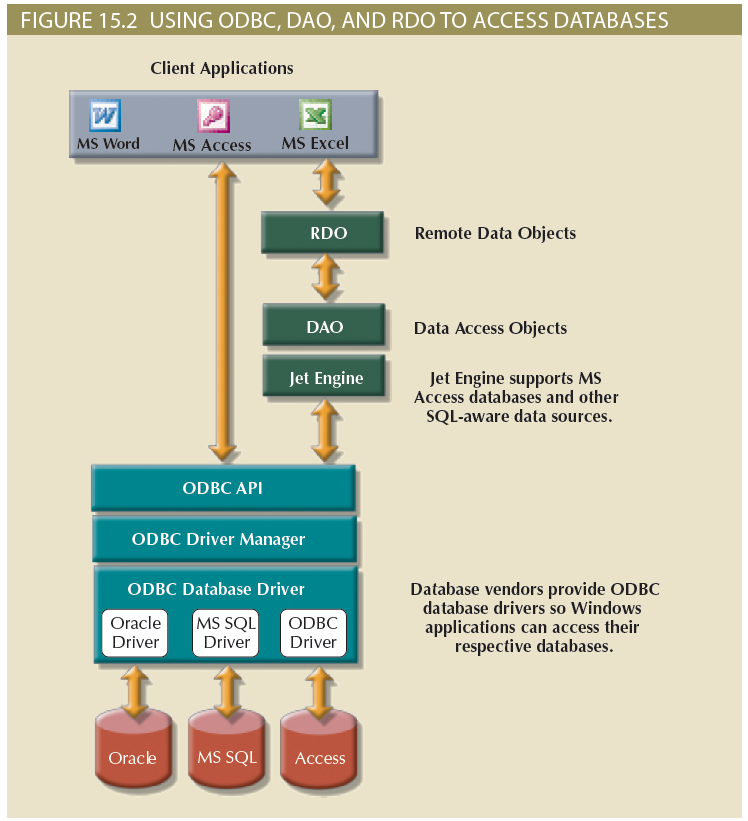 FIGURE 15.2 USING ODBC, DAO, AND RDO TO ACCESS DATABASES
Client Applications
MS Word
MS Access
MS Excel
RDO
Remote Data Objects
DAO
Data Access Objects
Jet Engine
Jet Engine supports MS
Access databases and other
SQL-aware data sources.
ODBC API
ODBC Driver Manager
ODBC Database Driver
Oracle
Driver
MS SQL
Driver
ODBC
Driver
Database vendors provide ODBC
database drivers so Windows
applications can access their
respective databases.
Oracle
MS SQL
Access